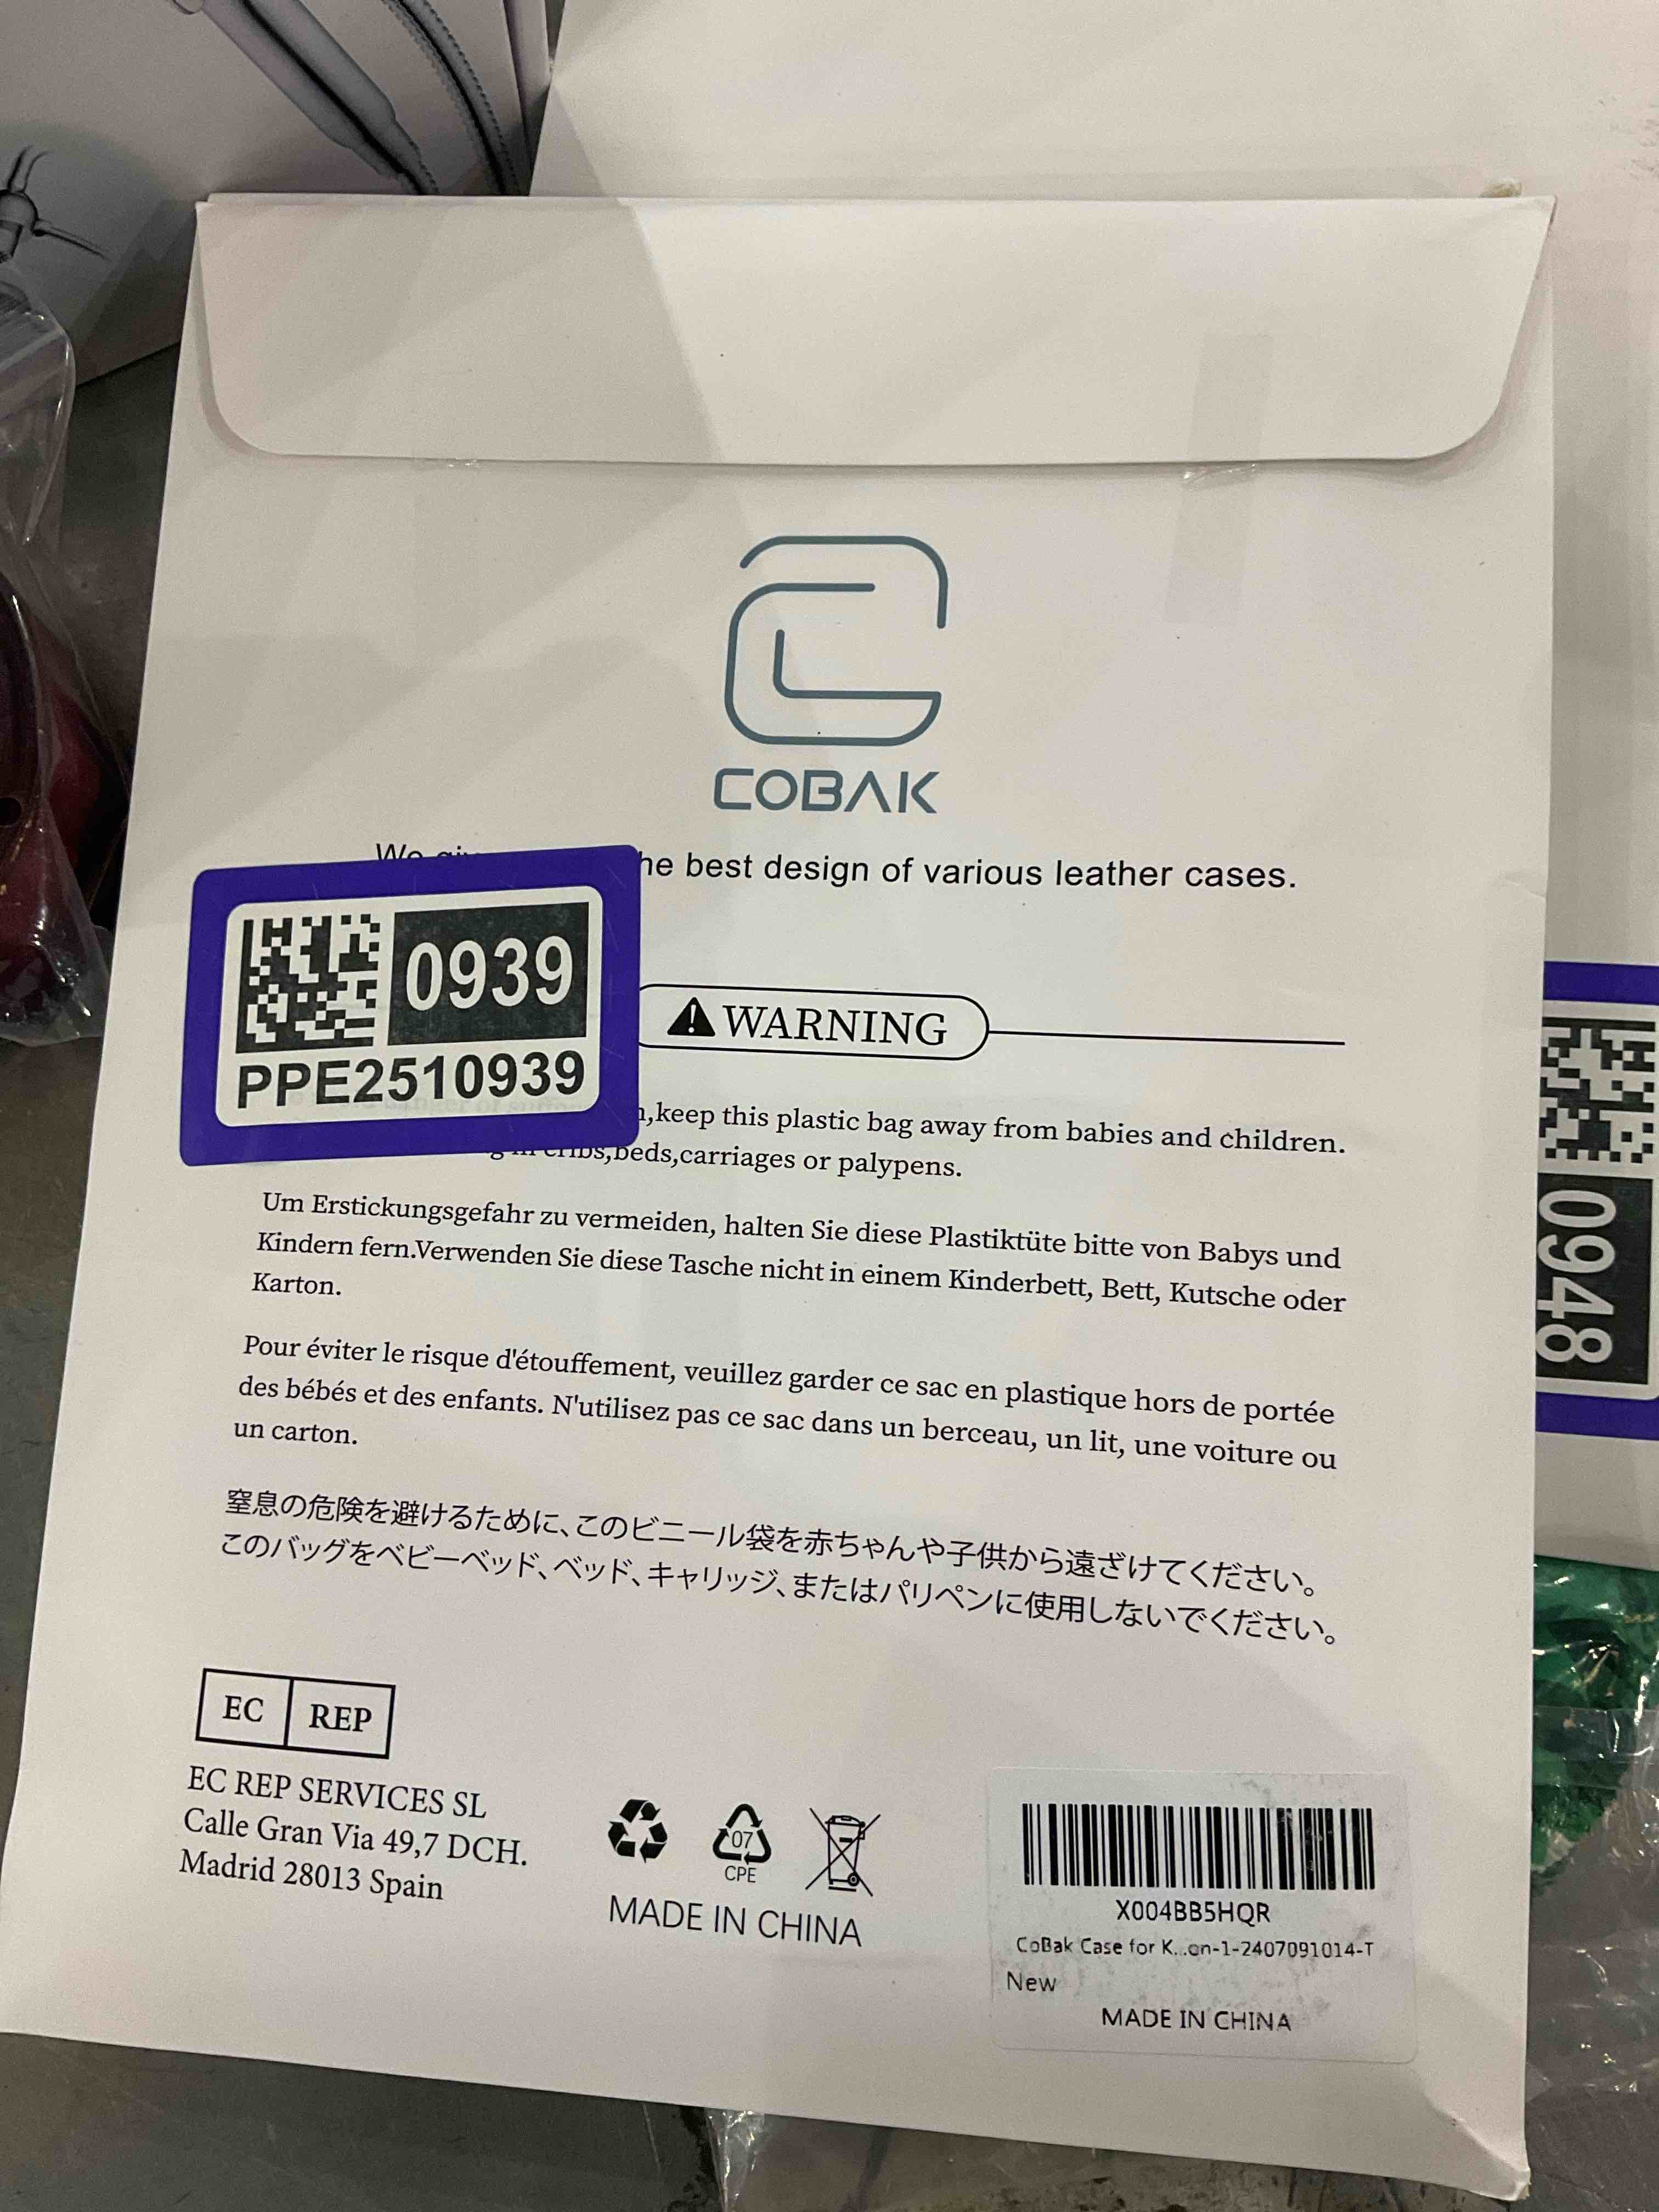 COBAK
We
he best design of various leather cases.
0939
PPE2510939
WARNING
,keep this plastic bag away from babies and children.
cribs,beds,carriages or palypens.
Um Erstickungsgefahr zu vermeiden, halten Sie diese Plastiktüte bitte von Babys und
Kindern fern.Verwenden Sie diese Tasche nicht in einem Kinderbett, Bett, Kutsche oder
Karton.
Pour éviter le risque d'étouffement, veuillez garder ce sac en plastique hors de portée
des bébés et des enfants. N'utilisez pas ce sac dans un berceau, un lit, une voiture ou
un carton.
窒息の危険を避けるために、このビニール袋を赤ちゃんや子供から遠ざけてください。
このバッグをベビーベッド、ベッド、キャリッジ、またはパリペンに使用しないでください。
EC REP
EC REP SERVICES SL
Calle Gran Via 49,7 DCH.
Madrid 28013 Spain
07
CPE
MADE IN CHINA
X004BB5HQR
CoBak Case for K...on-1-2407091014-T
New
MADE IN CHINA
0948